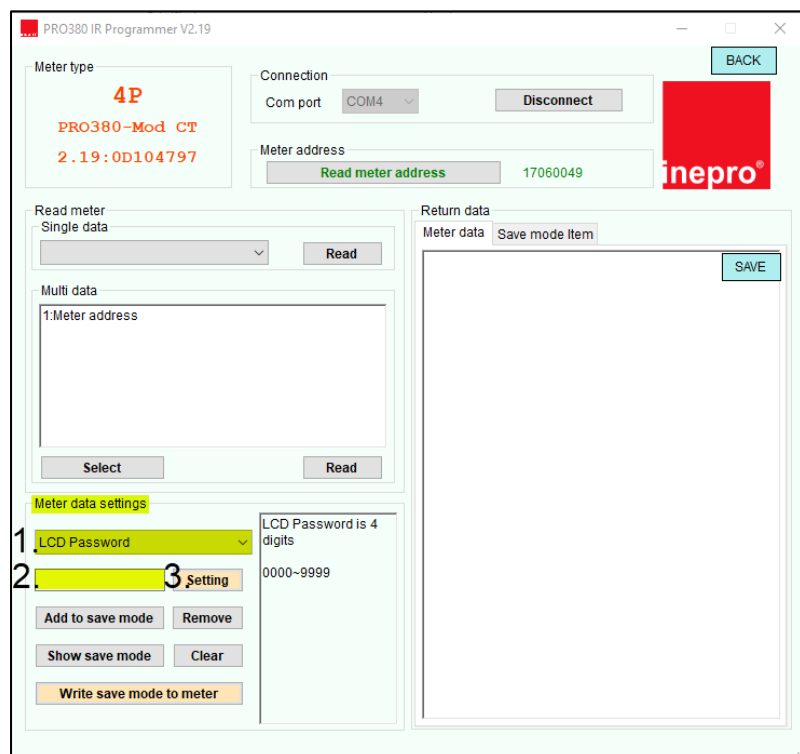 PRO380 IR Programmer V2.19
BACK
Meter type
4P
PRO380-Mod CT
2.19:0D104797
Connection
Com port COM4 Disconnect
Meter address
Read meter address 17060049
inepro®
Read meter
Single data
Read
Multi data
1:Meter address
Select Read
Return data
Meter data Save mode Item
SAVE
Meter data settings
1. LCD Password
2. 3. Setting
Add to save mode Remove
Show save mode Clear
Write save mode to meter
LCD Password is 4
digits
0000~9999